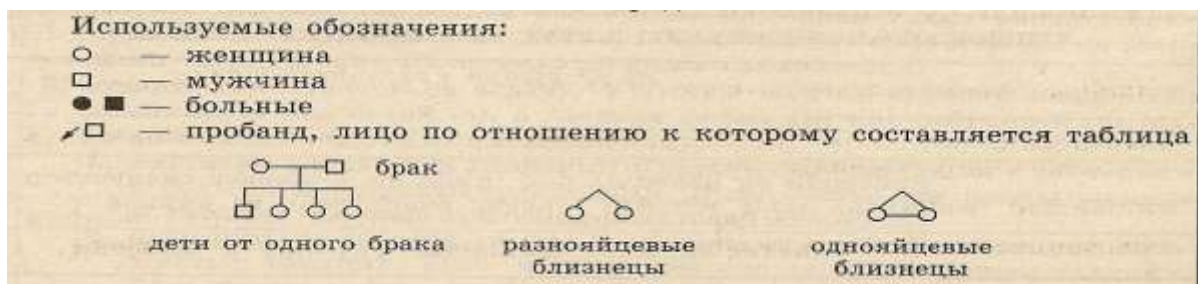 Используемые обозначения:
— женщина
— мужчина
— больные
— пробанд, лицо по отношению к которому составляется таблица
брак
дети от одного брака
разнояйцевые
близнецы
однояйцевые
близнецы